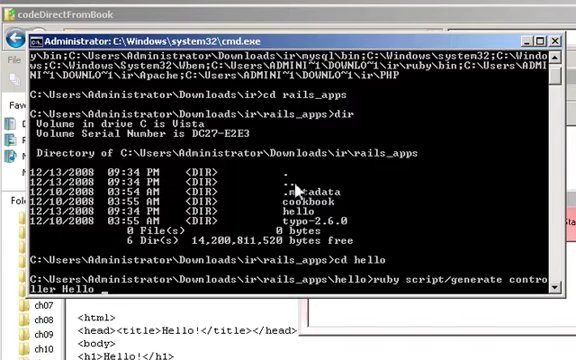 codeDirectFromBook
Administrator: C:\Windows\system32\cmd.exe
y\bin;C:\Users\Administrator\Downloads\ir\mysql\bin;C:\Windows\system32;C:\Windo
ws;C:\Windows\System32\Wbem;C:\Users\Administrator\Downloads\ir\ruby\bin;C:\Users\ADMINI
NI~1\DOWNLO~1\ir\Apache;C:\Users\ADMINI~1\DOWNLO~1\ir\PHP
C:\Users\Administrator\Downloads\ir>cd rails_apps
C:\Users\Administrator\Downloads\ir\rails_apps>dir
Volume in drive C is Vista
Volume Serial Number is DC27-E2E3
Directory of C:\Users\Administrator\Downloads\ir\rails_apps
12/13/2008 09:34 PM <DIR> .
12/13/2008 09:34 PM <DIR> ..
12/10/2008 03:54 AM <DIR> .metadata
12/10/2008 03:55 AM <DIR> cookbook
12/13/2008 09:34 PM <DIR> hello
12/10/2008 03:55 AM <DIR> typo-2.6.0
0 File(s) 0 bytes
6 Dir(s) 14,200,811,520 bytes free
C:\Users\Administrator\Downloads\ir\rails_apps>cd hello
C:\Users\Administrator\Downloads\ir\rails_apps\hello>ruby script/generate contro
ller Hello _
Fol
ch07
ch08
ch09
ch10
<html>
<head><title>Hello!</title></head>
<body>
<h1>Hello!</h1>